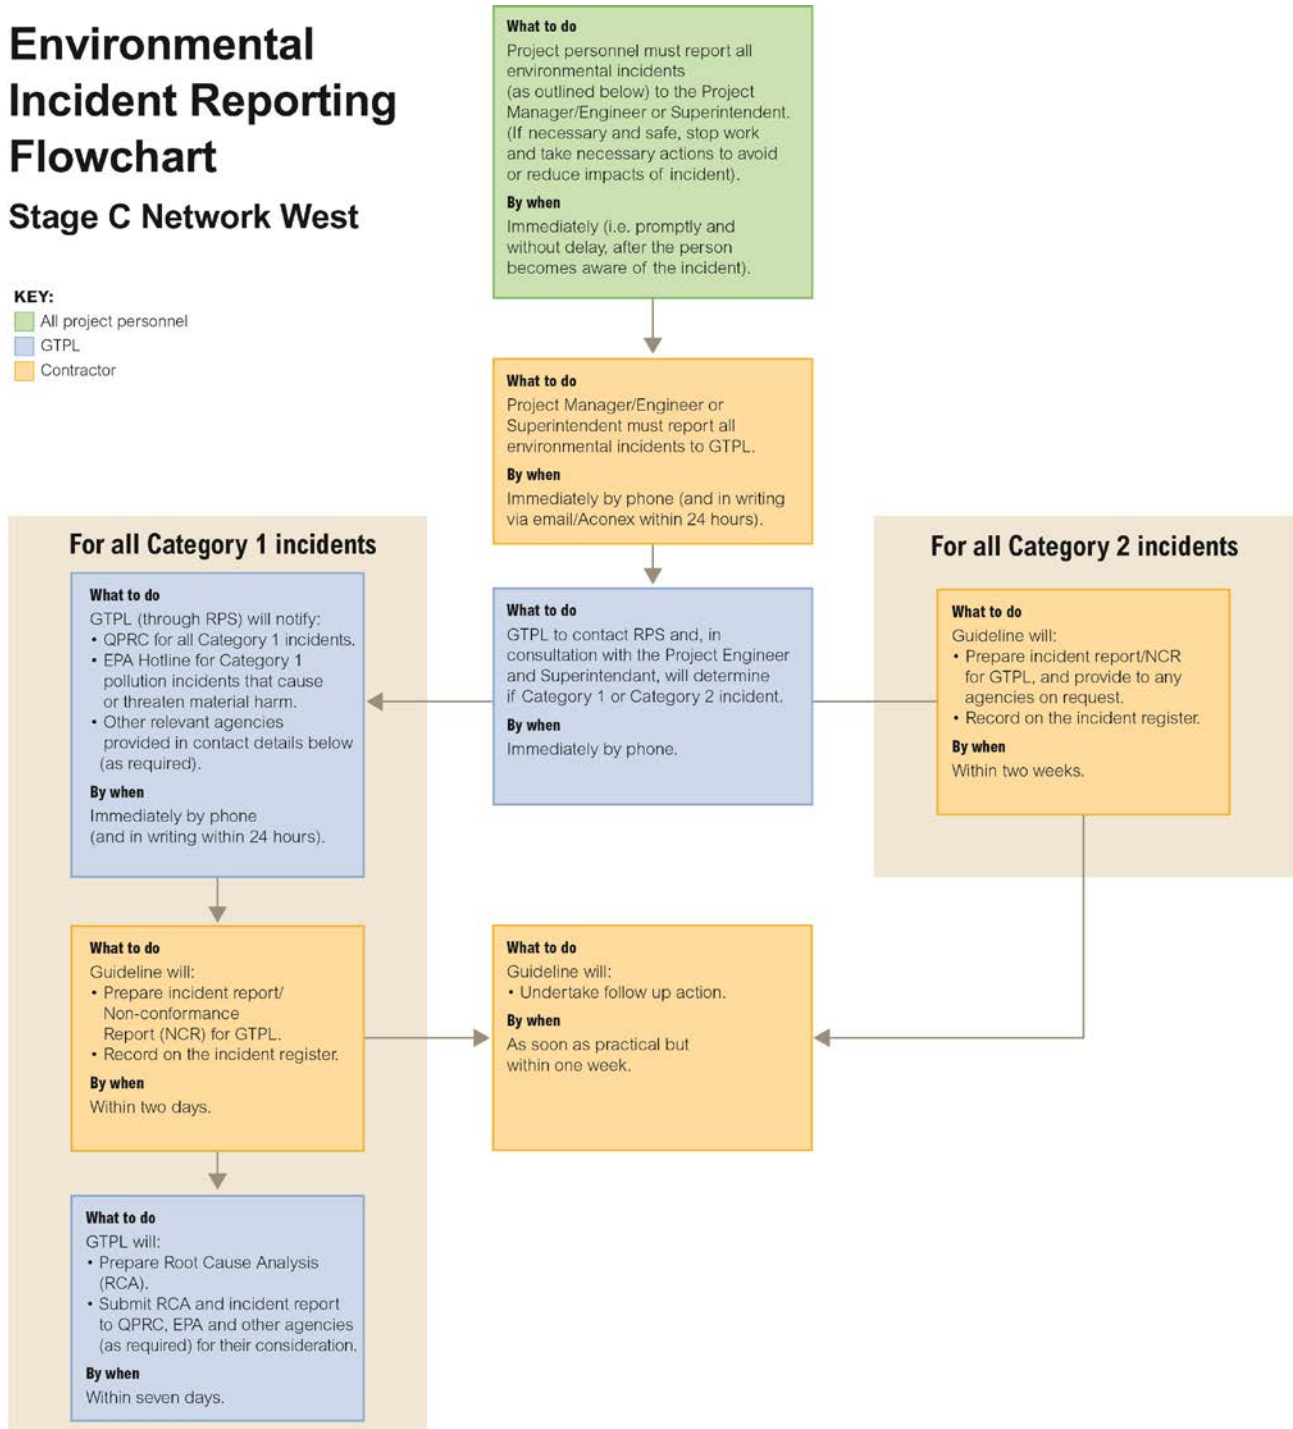 Environmental
Incident Reporting
Flowchart
Stage C Network West
KEY:
All project personnel
GTPL
Contractor
What to do
Project personnel must report all
environmental incidents
(as outlined below) to the Project
Manager/Engineer or Superintendent.
(If necessary and safe, stop work
and take necessary actions to avoid
or reduce impacts of incident).
By when
Immediately (i.e. promptly and
without delay, after the person
becomes aware of the incident).
What to do
Project Manager/Engineer or
Superintendent must report all
environmental incidents to GTPL.
By when
Immediately by phone (and in writing
via email/Aconex within 24 hours).
What to do
GTPL to contact RPS and, in
consultation with the Project Engineer
and Superintendant, will determine
if Category 1 or Category 2 incident.
By when
Immediately by phone.
For all Category 1 incidents
What to do
GTPL (through RPS) will notify:
• QPRC for all Category 1 incidents.
• EPA Hotline for Category 1
pollution incidents that cause
or threaten material harm.
• Other relevant agencies
provided in contact details below
(as required).
By when
Immediately by phone
(and in writing within 24 hours).
What to do
Guideline will:
• Prepare incident report/
Non-conformance
Report (NCR) for GTPL.
• Record on the incident register.
By when
Within two days.
What to do
GTPL will:
• Prepare Root Cause Analysis
(RCA).
• Submit RCA and incident report
to QPRC, EPA and other agencies
(as required) for their consideration.
By when
Within seven days.
For all Category 2 incidents
What to do
Guideline will:
• Prepare incident report/NCR
for GTPL, and provide to any
agencies on request.
• Record on the incident register.
By when
Within two weeks.
What to do
Guideline will:
• Undertake follow up action.
By when
As soon as practical but
within one week.